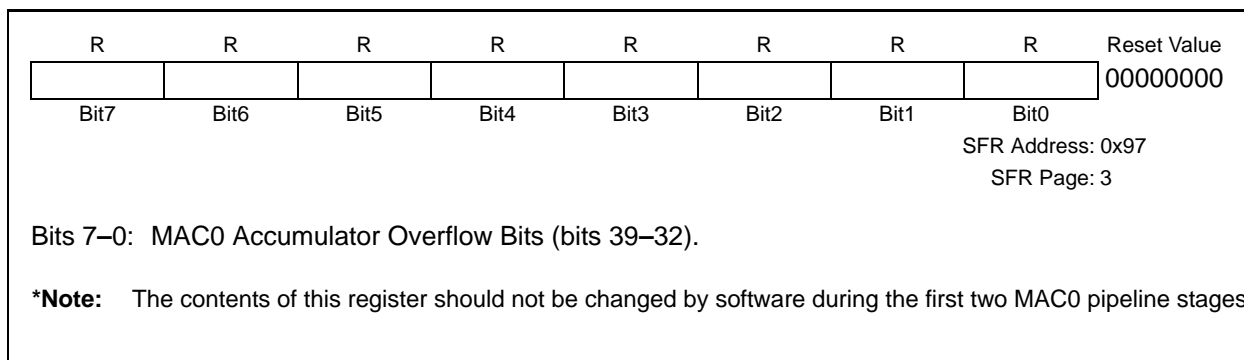 R R R R R R R R Reset Value
00000000
Bit7 Bit6 Bit5 Bit4 Bit3 Bit2 Bit1 Bit0
SFR Address: 0x97
SFR Page: 3
Bits 7–0: MAC0 Accumulator Overflow Bits (bits 39–32).
*Note: The contents of this register should not be changed by software during the first two MAC0 pipeline stages